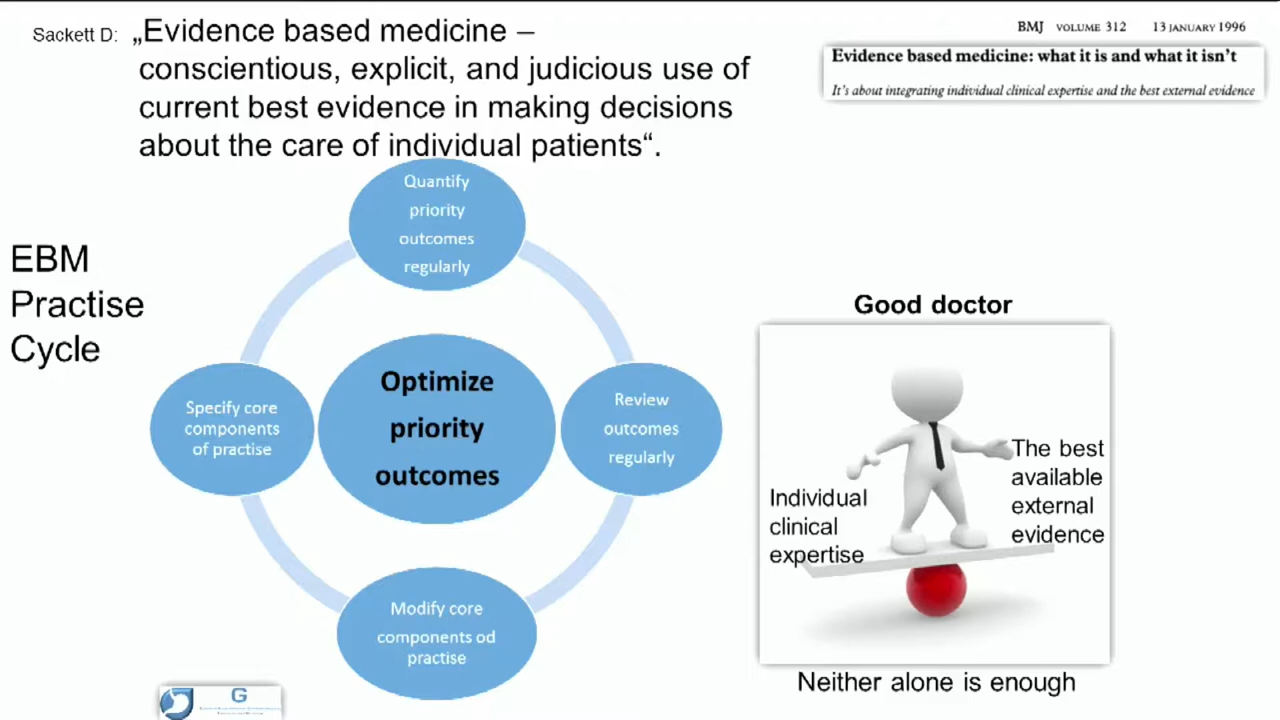 Sackett D: „Evidence based medicine –
conscientious, explicit, and judicious use of
current best evidence in making decisions
about the care of individual patients“.
BMJ VOLUME 312 13 JANUARY 1996
Evidence based medicine: what it is and what it isn't
It's about integrating individual clinical expertise and the best external evidence
EBM
Practise
Cycle
Quantify
priority
outcomes
regularly
Specify core
components
of practise
Optimize
priority
outcomes
Review
outcomes
regularly
Modify core
components od
practise
Good doctor
Individual
clinical
expertise
The best
available
external
evidence
Neither alone is enough
G